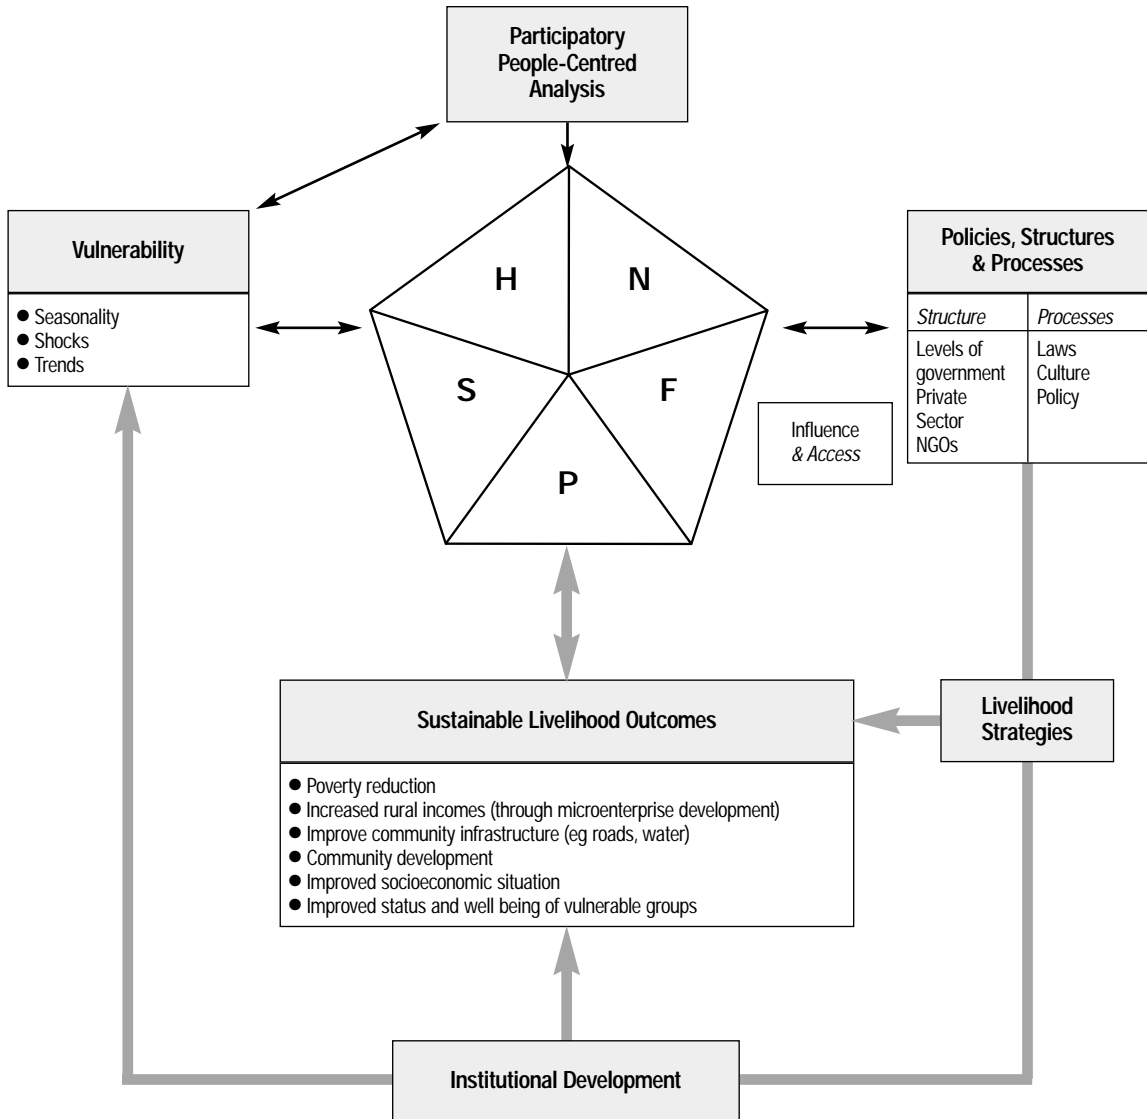 Participatory
People-Centred
Analysis
Vulnerability
● Seasonality
● Shocks
● Trends
H
N
S
F
P
Policies, Structures
& Processes
Structure
Processes
Levels of
government
Private
Sector
NGOs
Laws
Culture
Policy
Influence
& Access
Sustainable Livelihood Outcomes
● Poverty reduction
● Increased rural incomes (through microenterprise development)
● Improve community infrastructure (eg roads, water)
● Community development
● Improved socioeconomic situation
● Improved status and well being of vulnerable groups
Livelihood
Strategies
Institutional Development